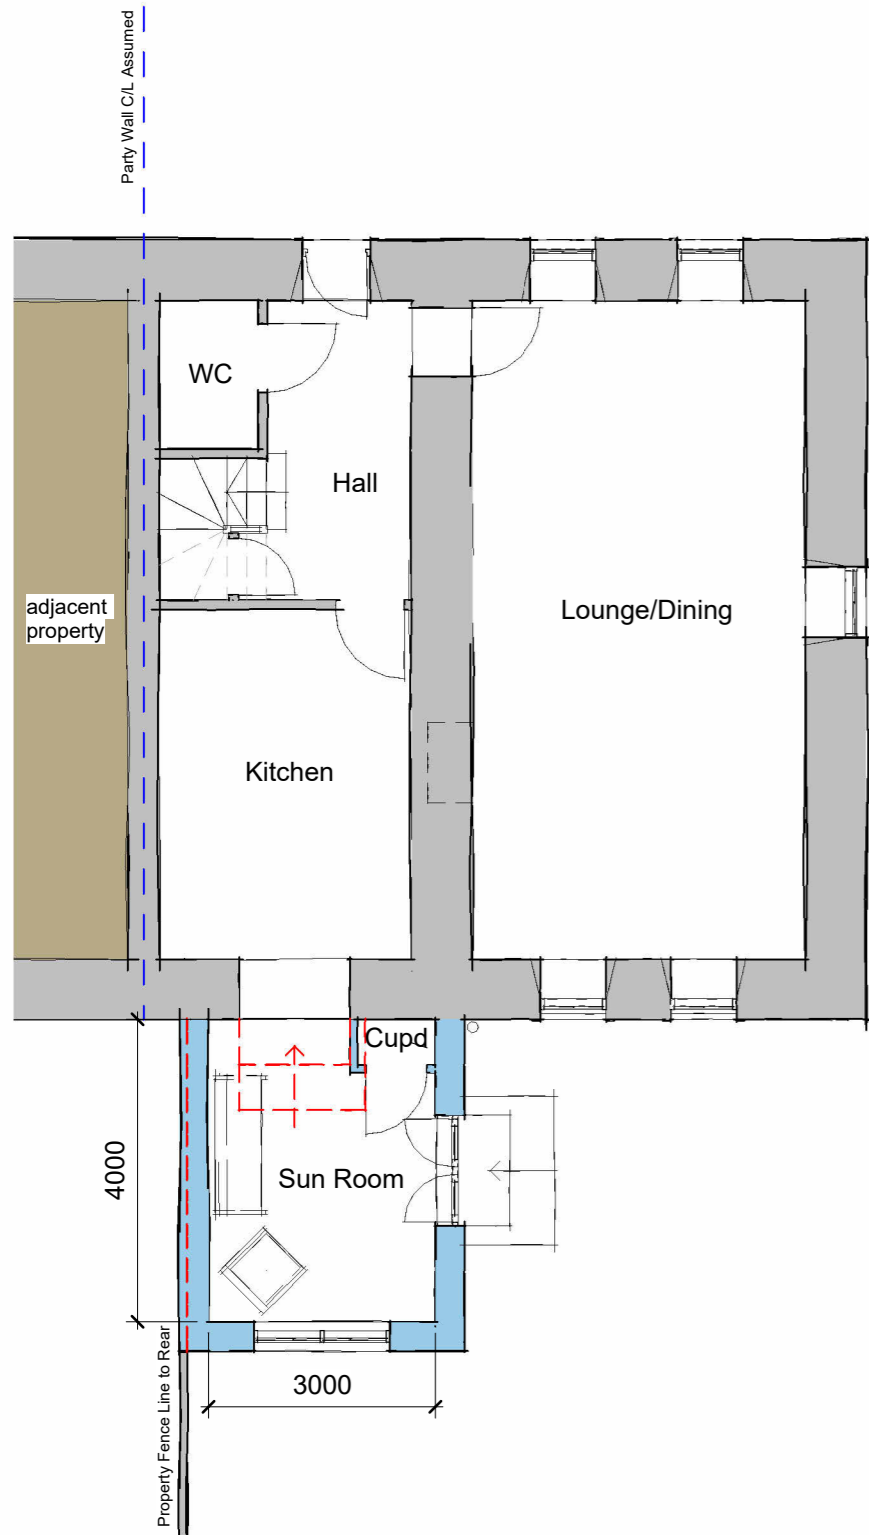 Party Wall C/L Assumed
WC
Hall
adjacent
property
Lounge/Dining
Kitchen
Cupd
4000
Sun Room
3000
Property Fence Line to Rear